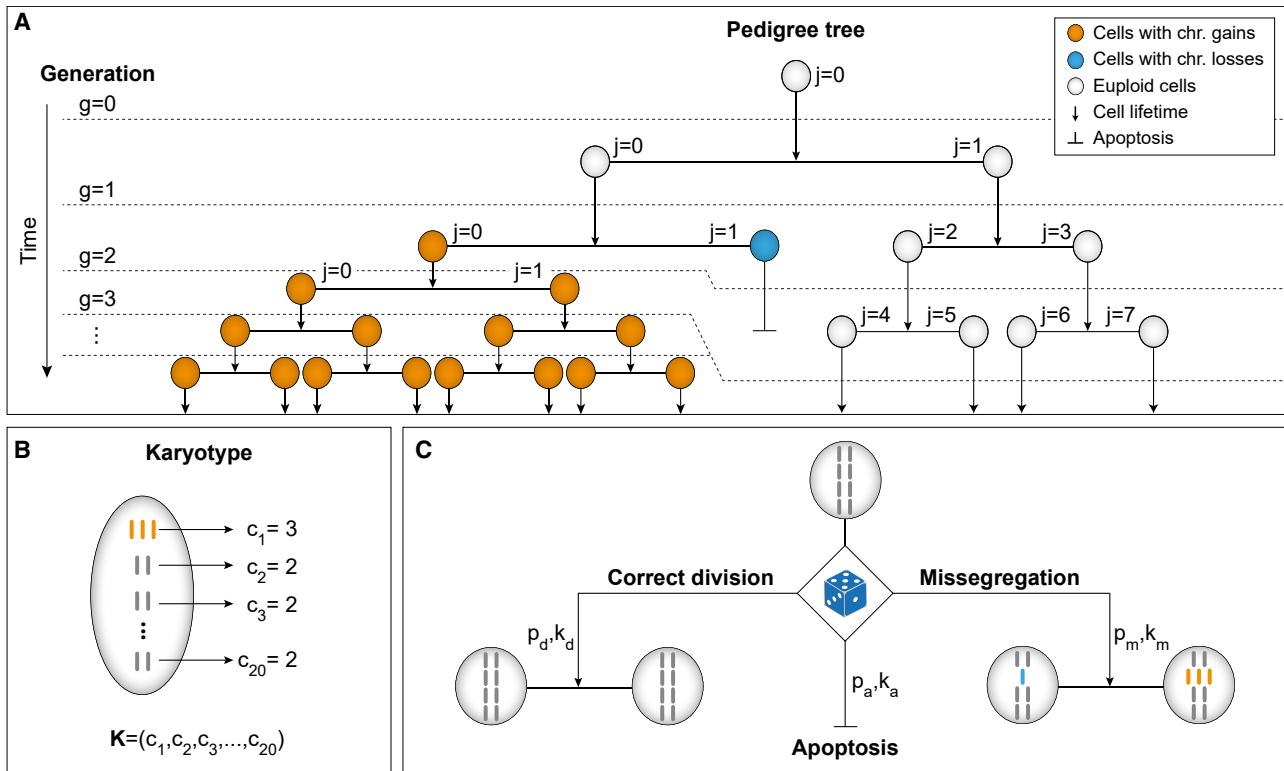 A
Pedigree tree
Cells with chr. gains
Cells with chr. losses
Euploid cells
Cell lifetime
Apoptosis
Generation
Time
j=0
g=0
j=0
j=1
g=1
j=0
j=1
j=2
j=3
g=2
j=0
j=1
g=3
j=4
j=5
j=6
j=7
⋮
B
Karyotype
c1= 3
c2= 2
c3= 2
⋮
c20= 2
K=(c1,c2,c3,...,c20)
C
Correct division
Missegregation
pd,kd
pm,km
pa,ka
Apoptosis